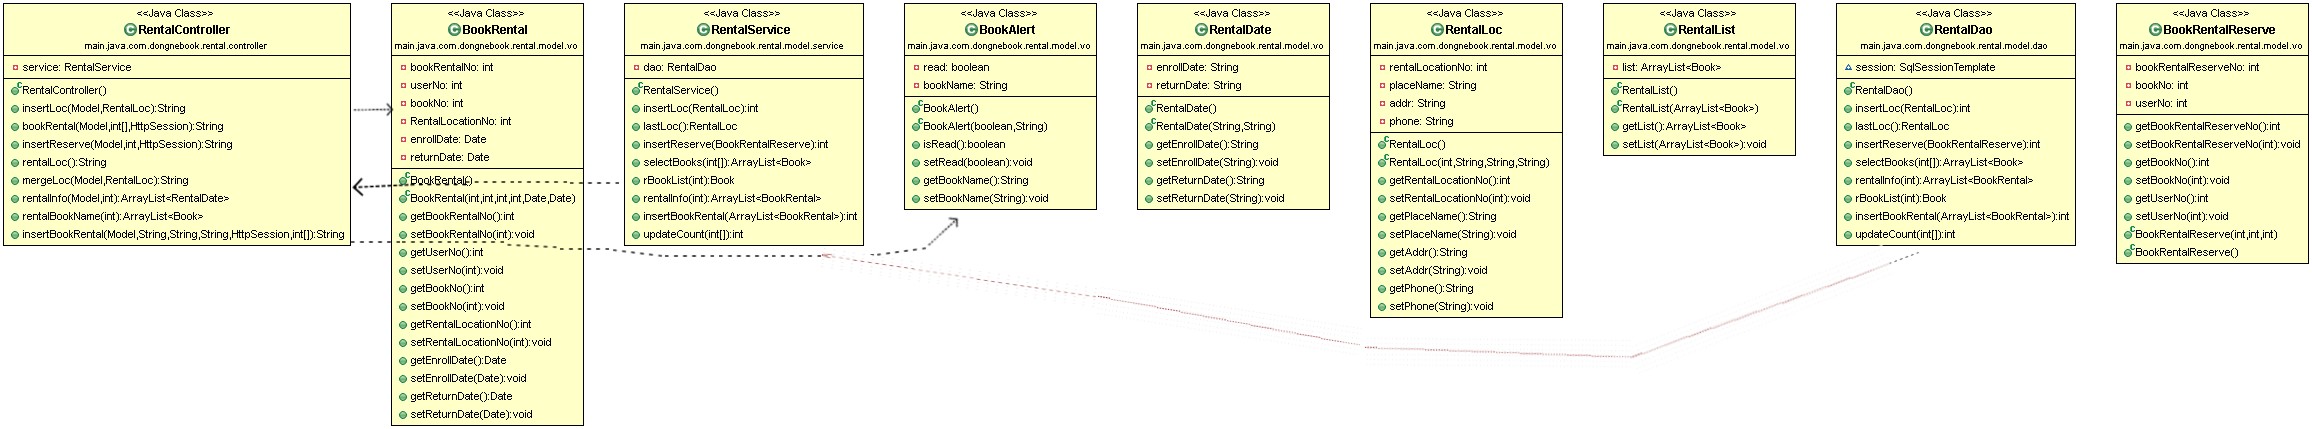 <<Java Class>>
RentalController
main.java.com.dongnebook.rental.controller
service: RentalService
RentalController()
insertLoc(Model,RentalLoc):String
bookRental(Model,int[],HttpSession):String
insertReserve(Model,int,HttpSession):String
rentalLoc():String
mergeLoc(Model,RentalLoc):String
rentalInfo(Model,int):ArrayList<RentalDate>
rentalBookName(int):ArrayList<Book>
insertBookRental(Model,String,String,String,HttpSession,int[]):String
<<Java Class>>
BookRental
main.java.com.dongnebook.rental.model.vo
bookRentalNo: int
userNo: int
bookNo: int
RentalLocationNo: int
enrollDate: Date
returnDate: Date
BookRental()
BookRental(int,int,int,int,Date,Date)
getBookRentalNo():int
setBookRentalNo(int):void
getUserNo():int
setUserNo(int):void
getBookNo():int
setBookNo(int):void
getRentalLocationNo():int
setRentalLocationNo(int):void
getEnrollDate():Date
setEnrollDate(Date):void
getReturnDate():Date
setReturnDate(Date):void
<<Java Class>>
RentalService
main.java.com.dongnebook.rental.model.service
dao: RentalDao
RentalService()
insertLoc(RentalLoc):int
lastLoc():RentalLoc
insertReserve(BookRentalReserve):int
selectBooks(int[]):ArrayList<Book>
rBookList(int):Book
rentalInfo(int):ArrayList<BookRental>
insertBookRental(ArrayList<BookRental>):int
updateCount(int[]):int
<<Java Class>>
BookAlert
main.java.com.dongnebook.rental.model.vo
read: boolean
bookName: String
BookAlert()
BookAlert(boolean,String)
isRead():boolean
setRead(boolean):void
getBookName():String
setBookName(String):void
<<Java Class>>
RentalDate
main.java.com.dongnebook.rental.model.vo
enrollDate: String
returnDate: String
RentalDate()
RentalDate(String,String)
getEnrollDate():String
setEnrollDate(String):void
getReturnDate():String
setReturnDate(String):void
<<Java Class>>
RentalLoc
main.java.com.dongnebook.rental.model.vo
rentalLocationNo: int
placeName: String
addr: String
phone: String
RentalLoc()
RentalLoc(int,String,String,String)
getRentalLocationNo():int
setRentalLocationNo(int):void
getPlaceName():String
setPlaceName(String):void
getAddr():String
setAddr(String):void
getPhone():String
setPhone(String):void
<<Java Class>>
RentalList
main.java.com.dongnebook.rental.model.vo
list: ArrayList<Book>
RentalList()
RentalList(ArrayList<Book>)
getList():ArrayList<Book>
setList(ArrayList<Book>):void
<<Java Class>>
RentalDao
main.java.com.dongnebook.rental.model.dao
session: SqlSessionTemplate
RentalDao()
insertLoc(RentalLoc):int
lastLoc():RentalLoc
insertReserve(BookRentalReserve):int
selectBooks(int[]):ArrayList<Book>
rentalInfo(int):ArrayList<BookRental>
rBookList(int):Book
insertBookRental(ArrayList<BookRental>):int
updateCount(int[]):int
<<Java Class>>
BookRentalReserve
main.java.com.dongnebook.rental.model.vo
bookRentalReserveNo: int
bookNo: int
userNo: int
getBookRentalReserveNo():int
setBookRentalReserveNo(int):void
getBookNo():int
setBookNo(int):void
getUserNo():int
setUserNo(int):void
BookRentalReserve(int,int,int)
BookRentalReserve()